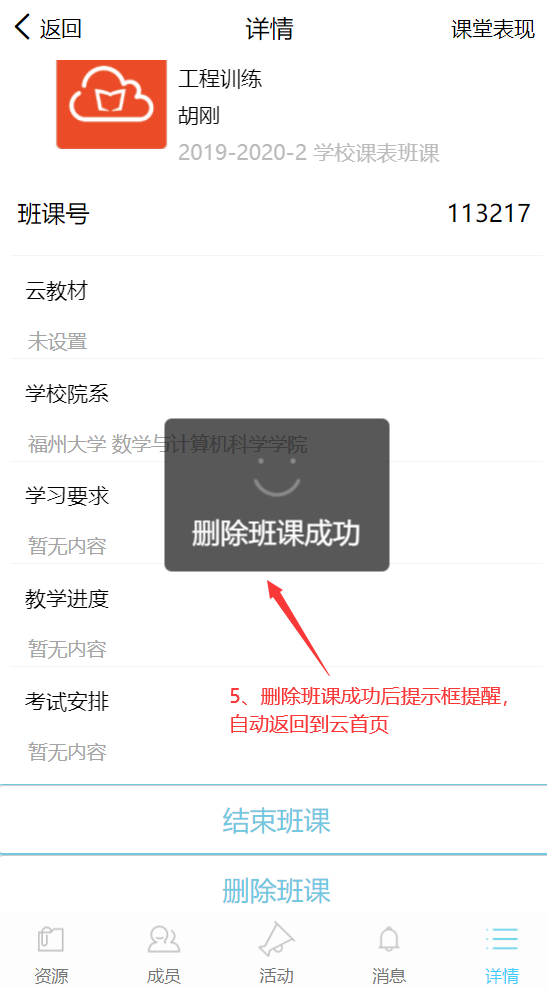 返回 详情 课堂表现
工程训练
胡刚
2019-2020-2 学校课表班课
班课号 113217
云教材
未设置
学校院系
福州大学 数学与计算机科学学院
学习要求
暂无内容
删除班课成功
教学进度
暂无内容
考试安排
暂无内容
5、删除班课成功后提示框提醒,
自动返回到云首页
结束班课
删除班课
资源 成员 活动 消息 详情